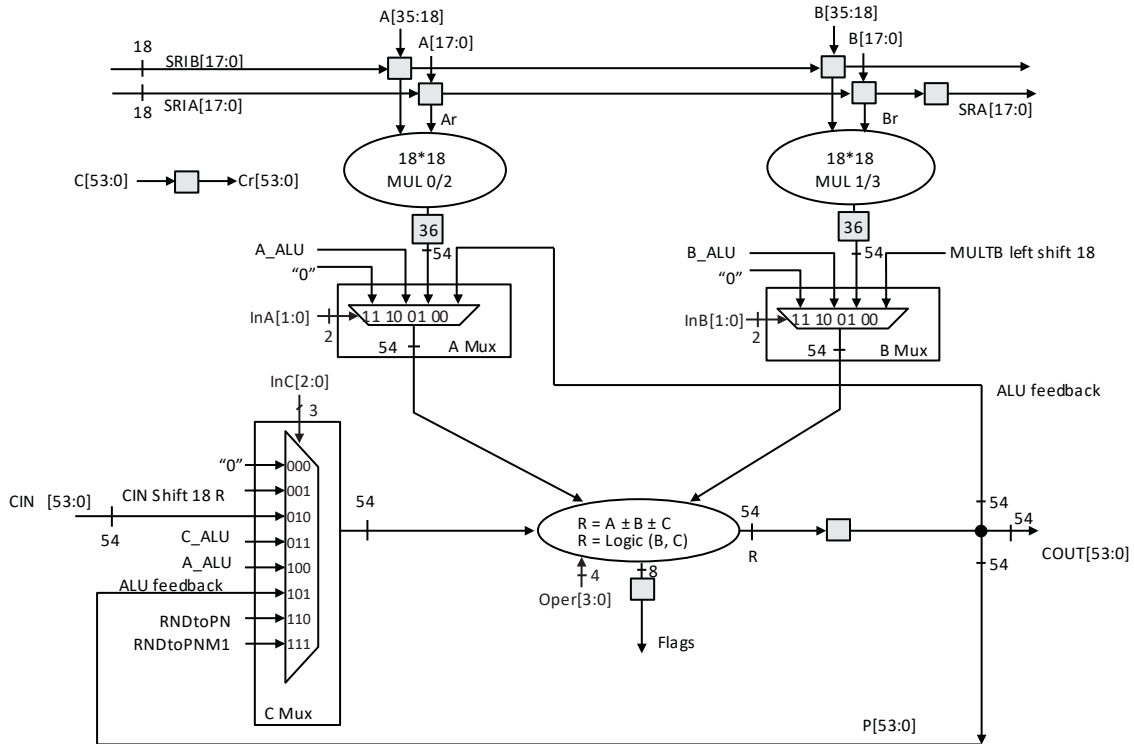 A[35:18]
B[35:18]
A[17:0]
B[17:0]
18
SRIB[17:0]
18
SRIA[17:0]
SRA[17:0]
Ar
Br
18*18
MUL 0/2
18*18
MUL 1/3
C[53:0]
Cr[53:0]
36
36
54
54
A_ALU
“0”
B_ALU
“0”
MULTB left shift 18
InA[1:0]
2
11 10 01 00
A Mux
54
InB[1:0]
2
11 10 01 00
B Mux
54
InC[2:0]
3
ALU feedback
“0”
000
CIN Shift 18 R
001
CIN [53:0]
54
010
C_ALU
011
A_ALU
100
ALU feedback
101
RNDtoPN
110
RNDtoPNM1
111
C Mux
54
R = A ± B ± C
R = Logic (B, C)
54
R
4
Oper[3:0]
8
Flags
54
54
COUT[53:0]
54
P[53:0]